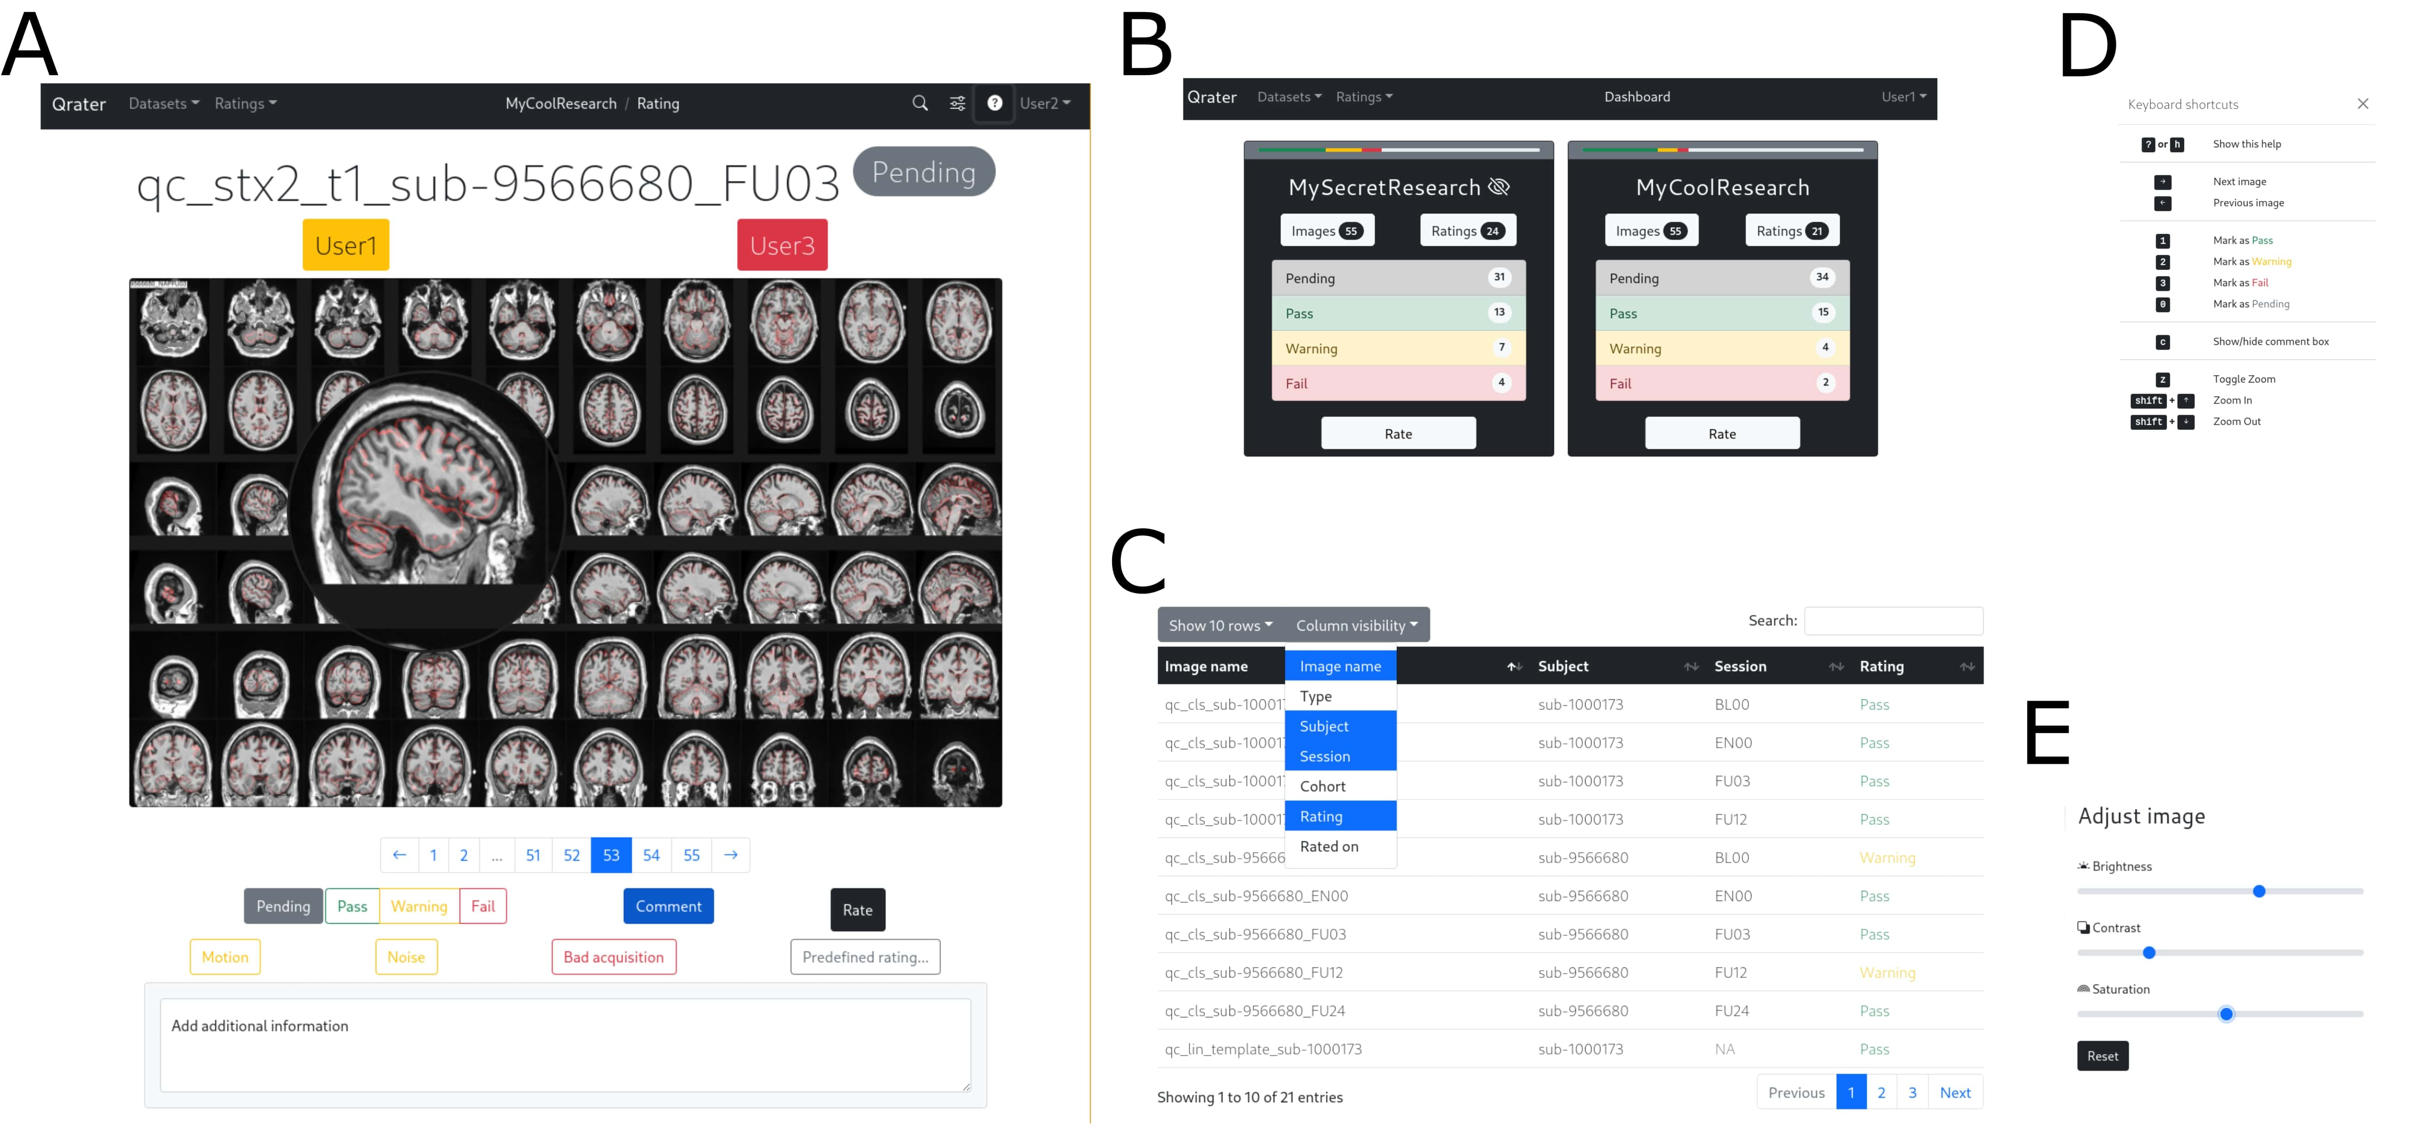 A
Qrater Datasets Ratings MyCoolResearch / Rating ? User2
qc_stx2_t1_sub-9566680_FU03 Pending
User1 User3
← 1 2 ... 51 52 53 54 55 →
Pending Pass Warning Fail Comment Rate
Motion Noise Bad acquisition Predefined rating...
Add additional information
B
Qrater Datasets Ratings Dashboard User1
MySecretResearch
Images 55 Ratings 24
Pending 31
Pass 13
Warning 7
Fail 4
Rate
MyCoolResearch
Images 55 Ratings 21
Pending 34
Pass 15
Warning 4
Fail 2
Rate
C
Show 10 rows Column visibility Search:
Image name Subject Session Rating
Image name
Type
Subject
Session
Cohort
Rating
Rated on
qc_cls_sub-10001 sub-1000173 BL00 Pass
qc_cls_sub-10001 sub-1000173 EN00 Pass
qc_cls_sub-10001 sub-1000173 FU03 Pass
qc_cls_sub-10001 sub-1000173 FU12 Pass
qc_cls_sub-9566 sub-9566680 BL00 Warning
qc_cls_sub-9566680_EN00 sub-9566680 EN00 Pass
qc_cls_sub-9566680_FU03 sub-9566680 FU03 Pass
qc_cls_sub-9566680_FU12 sub-9566680 FU12 Warning
qc_cls_sub-9566680_FU24 sub-9566680 FU24 Pass
qc_lin_template_sub-1000173 sub-1000173 NA Pass
Showing 1 to 10 of 21 entries Previous 1 2 3 Next
D
Keyboard shortcuts ×
? or h Show this help
→ Next image
← Previous image
1 Mark as Pass
2 Mark as Warning
3 Mark as Fail
0 Mark as Pending
c Show/hide comment box
z Toggle Zoom
shift + ↑ Zoom In
shift + ↓ Zoom Out
E
Adjust image
Brightness
Contrast
Saturation
Reset